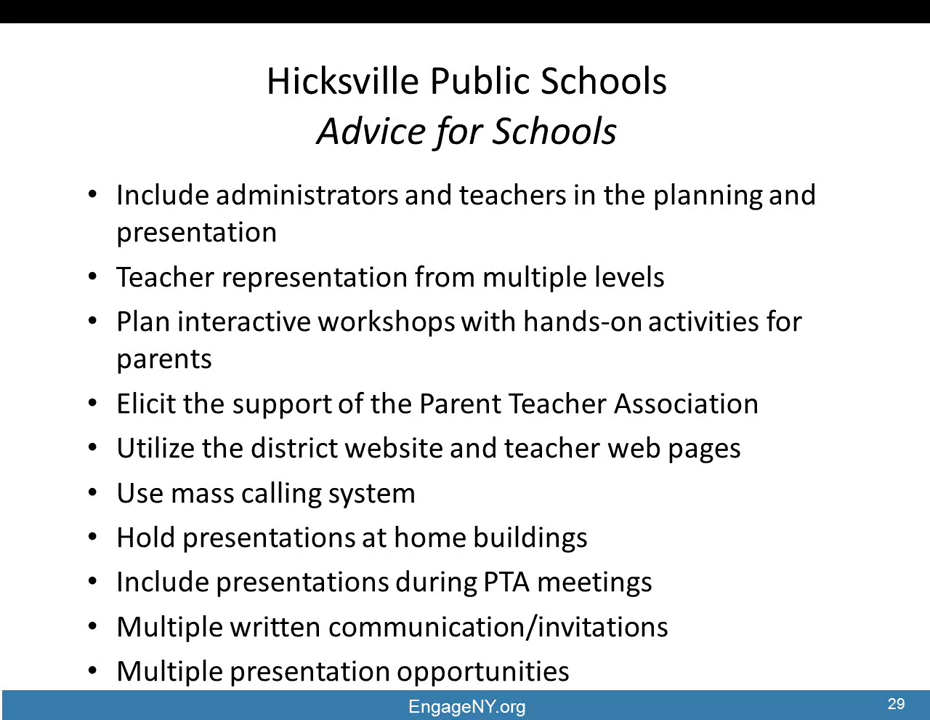 Hicksville Public Schools
Advice for Schools
• Include administrators and teachers in the planning and
presentation
• Teacher representation from multiple levels
• Plan interactive workshops with hands-on activities for
parents
• Elicit the support of the Parent Teacher Association
• Utilize the district website and teacher web pages
• Use mass calling system
• Hold presentations at home buildings
• Include presentations during PTA meetings
• Multiple written communication/invitations
• Multiple presentation opportunities
EngageNY.org
29